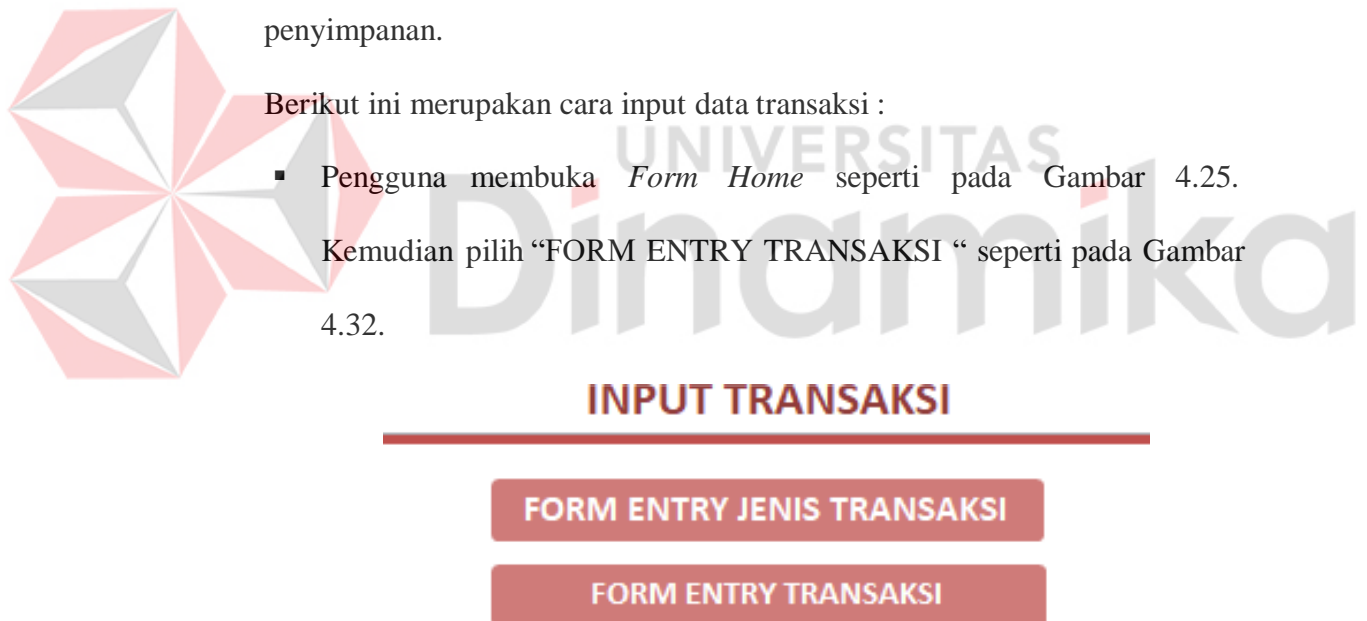 penyimpanan.
Berikut ini merupakan cara input data transaksi :
UNIVERSITAS
Dinamika
▪ Pengguna membuka Form Home seperti pada Gambar 4.25.
Kemudian pilih “FORM ENTRY TRANSAKSI “ seperti pada Gambar
4.32.
INPUT TRANSAKSI
FORM ENTRY JENIS TRANSAKSI
FORM ENTRY TRANSAKSI